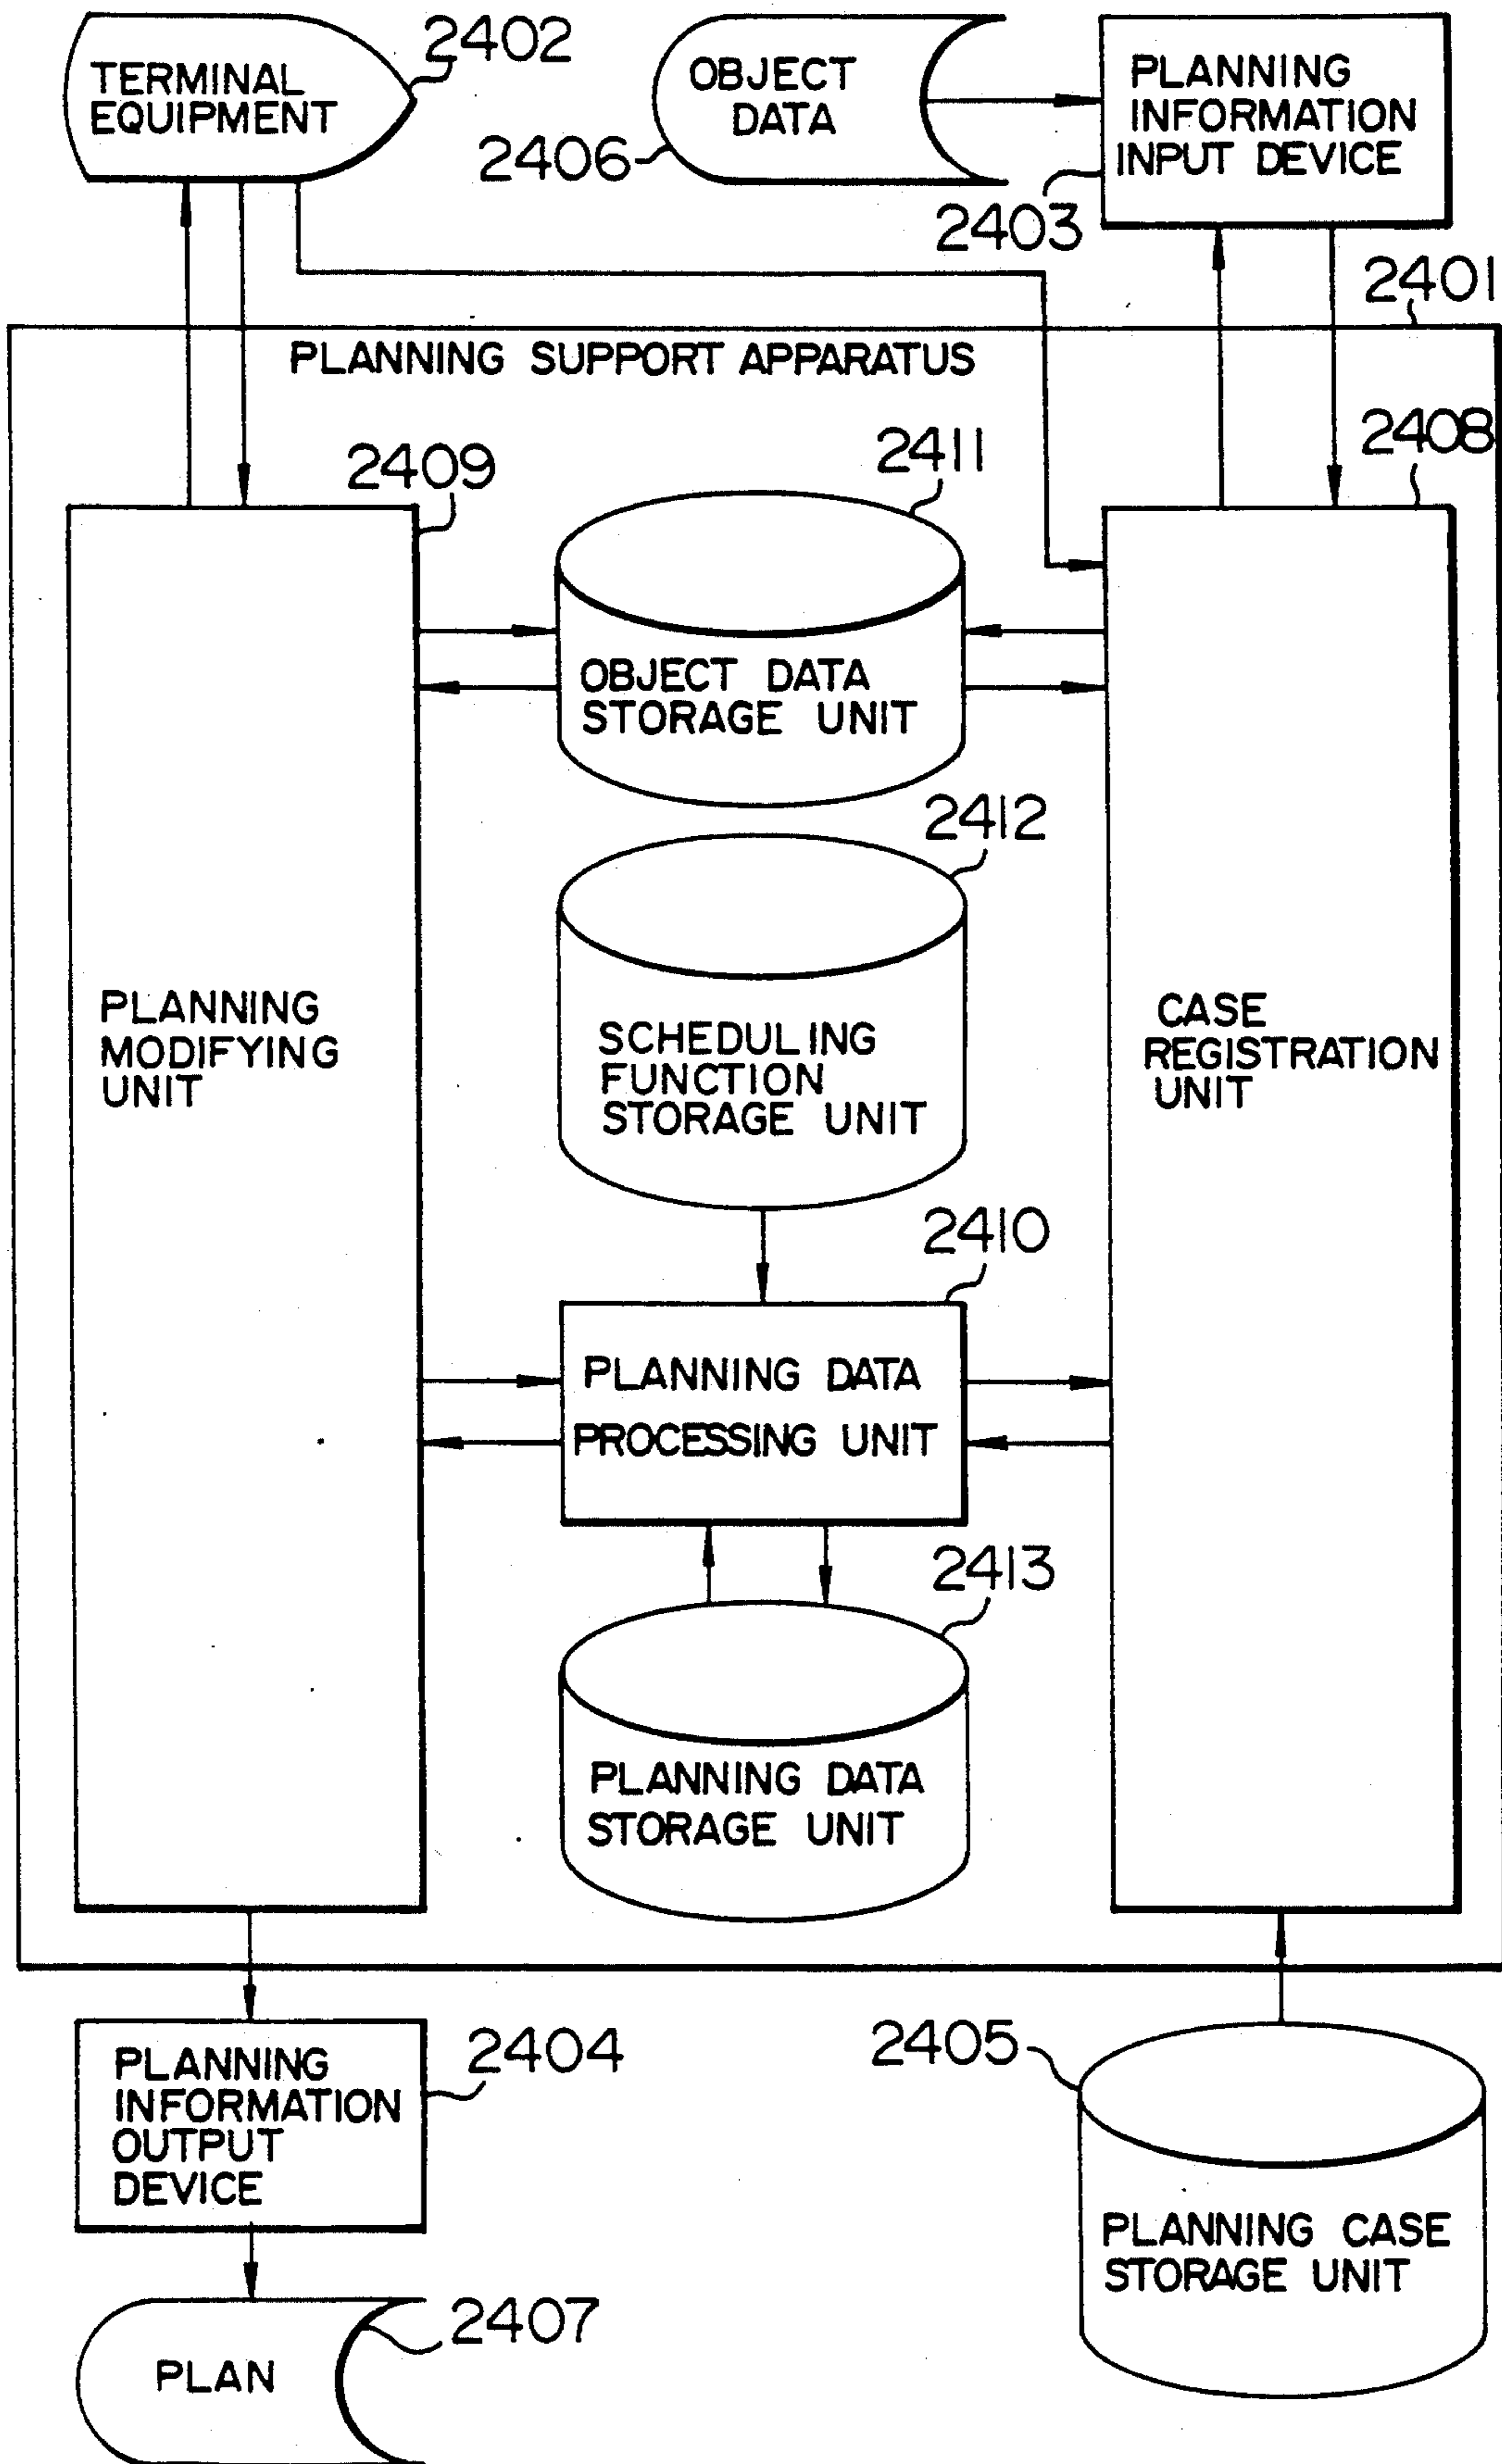 2402
TERMINAL
EQUIPMENT
OBJECT
DATA
2406
PLANNING
INFORMATION
INPUT DEVICE
2403
2401
PLANNING SUPPORT APPARATUS
2409
2411
2408
OBJECT DATA
STORAGE UNIT
2412
PLANNING
MODIFYING
UNIT
SCHEDULING
FUNCTION
STORAGE UNIT
CASE
REGISTRATION
UNIT
2410
PLANNING DATA
PROCESSING UNIT
2413
PLANNING DATA
STORAGE UNIT
2404
PLANNING
INFORMATION
OUTPUT
DEVICE
2405
PLANNING CASE
STORAGE UNIT
2407
PLAN